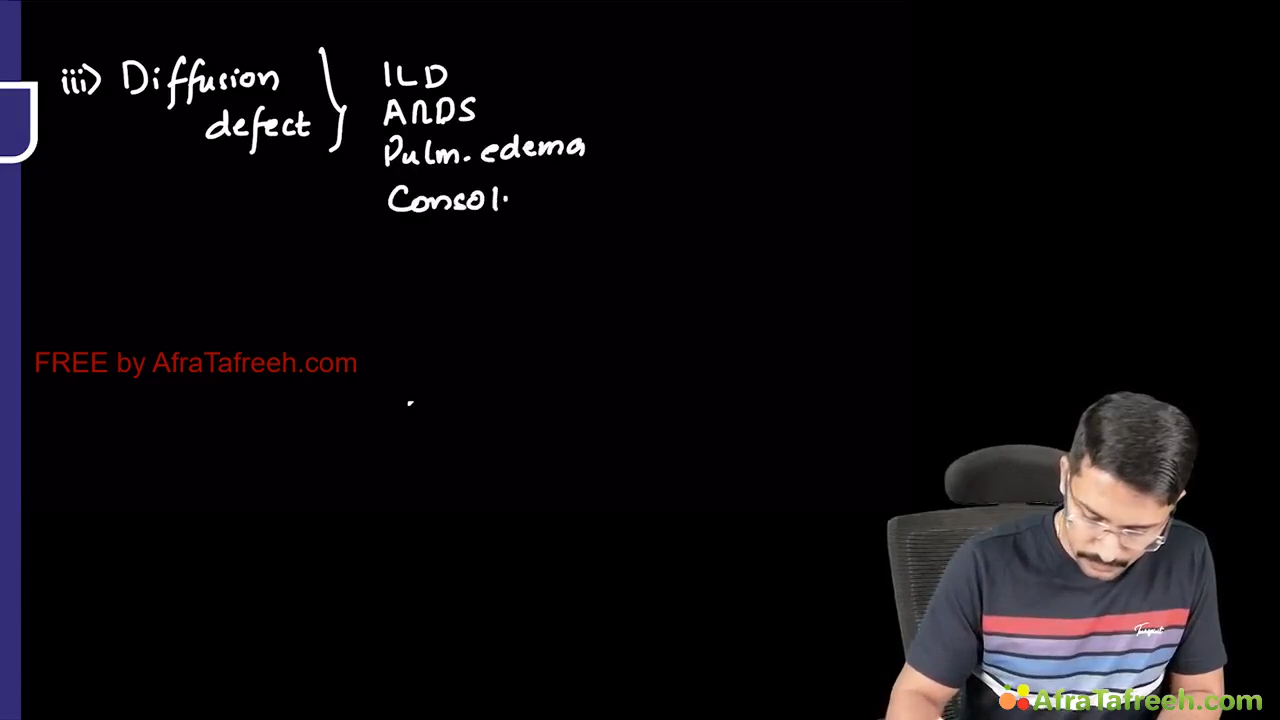 iii) Diffusion
defect
ILD
ARDS
Pulm. edema
Consol.
FREE by AfraTafreeh.com
AfraTafreeh.com